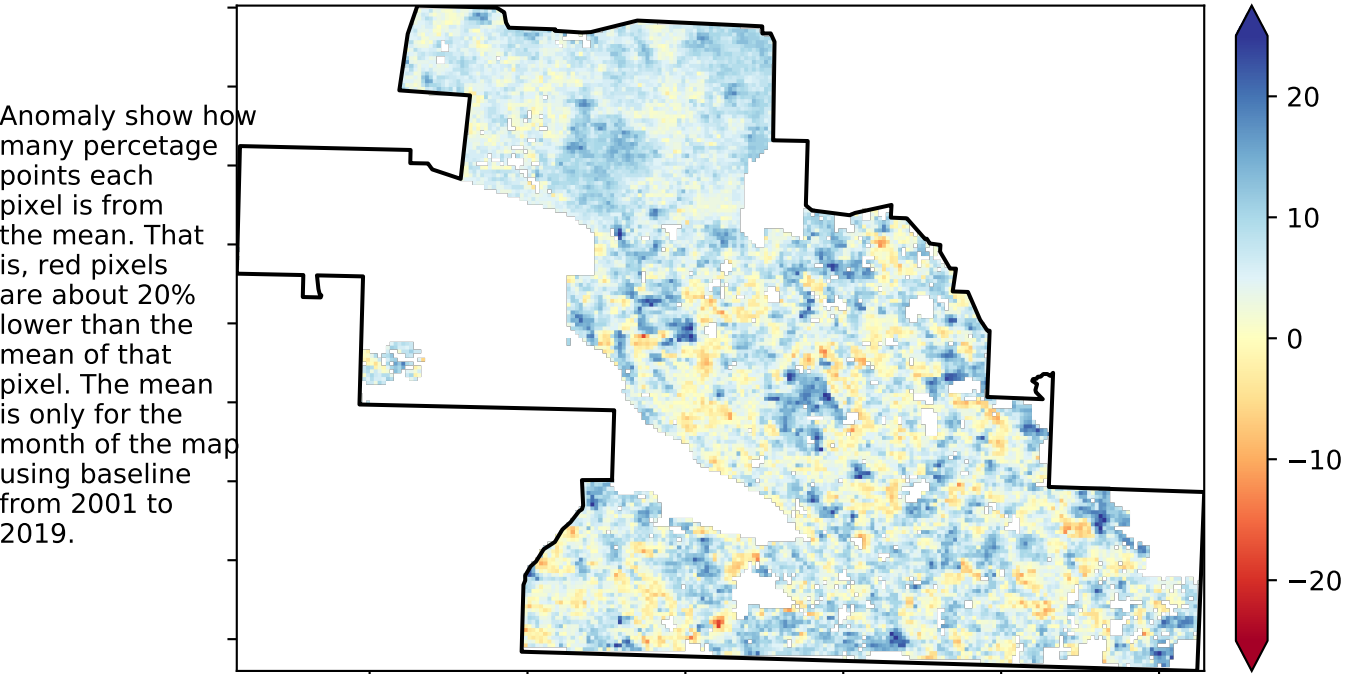 Anomaly show how
many percetage
points each
pixel is from
the mean. That
is, red pixels
are about 20%
lower than the
mean of that
pixel. The mean
is only for the
month of the map
using baseline
from 2001 to
2019.
20
10
0
−10
−20